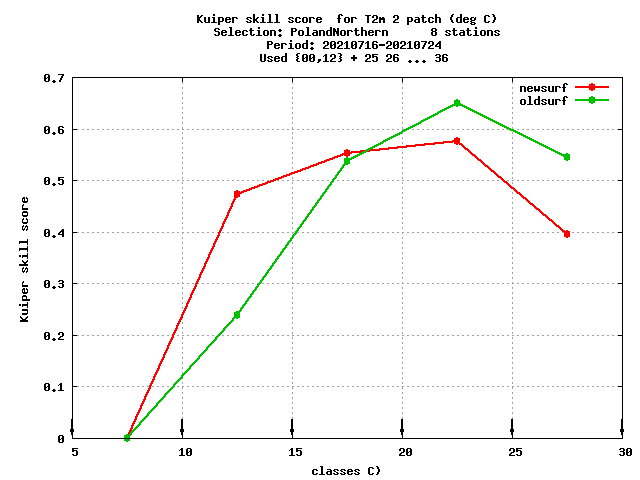 Kuiper skill score  for T2m 2 patch (deg C)
Selection: PolandNorthern      8 stations
Period: 20210716-20210724
Used {00,12} + 25 26 ... 36
newsurf
oldsurf
0.7
0.6
0.5
0.4
0.3
0.2
0.1
0
Kuiper skill score
5 10 15 20 25 30
classes C)